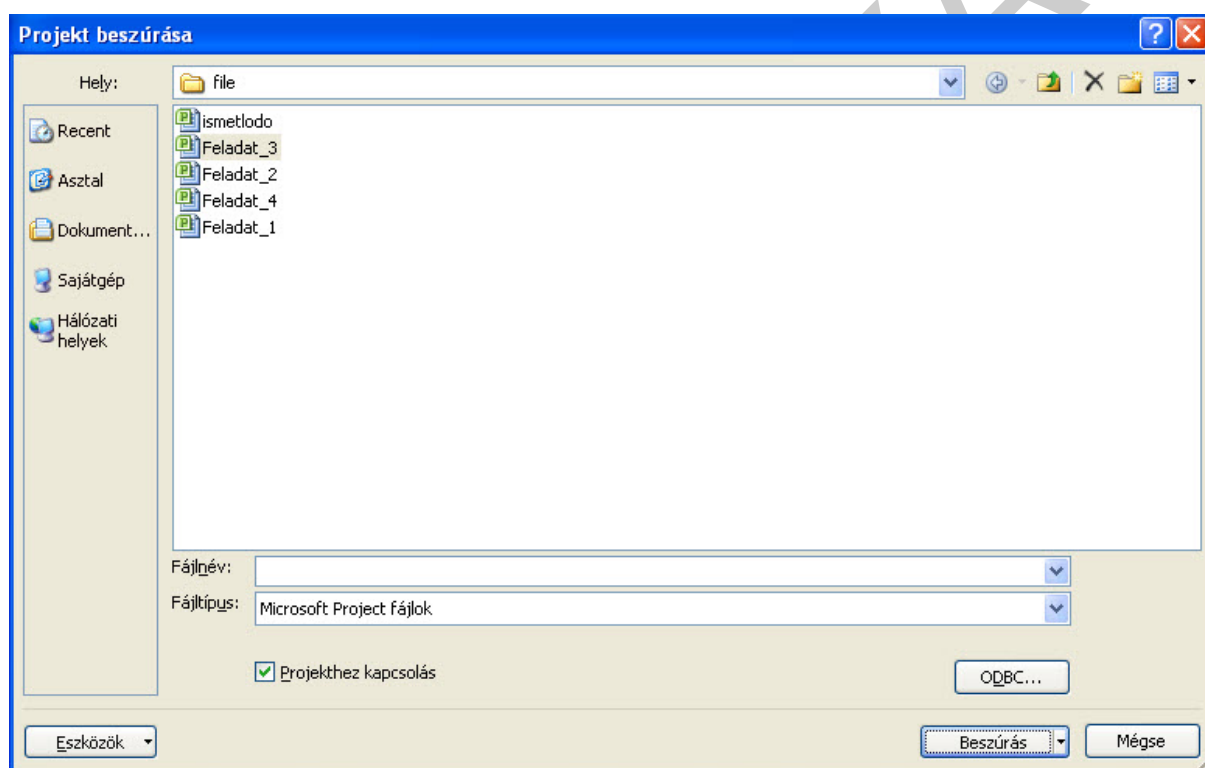 Projekt beszúrása
Hely:
file
Recent
Asztal
Dokument...
Sajátgép
Hálózati
helyek
ismetlodo
Feladat_3
Feladat_2
Feladat_4
Feladat_1
Fájlnév:
Fájltípus:
Microsoft Project fájlok
Projekthez kapcsolás
ODBC...
Eszközök
Beszúrás
Mégse